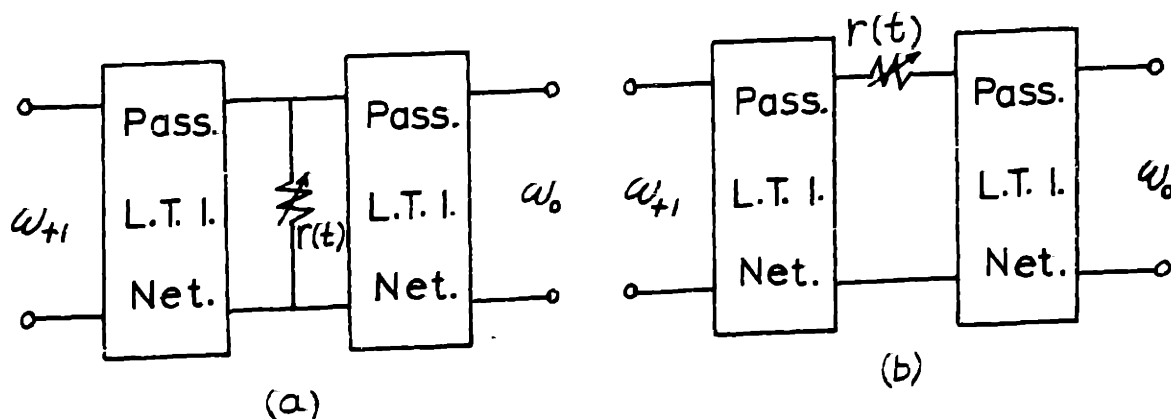 Pass.
L.T.I.
Net.
ω+1
r(t)
Pass.
L.T.I.
Net.
ω0
(a)
r(t)
ω+1
Pass.
L.T.I.
Net.
Pass.
L.T.I.
Net.
ω0
(b)